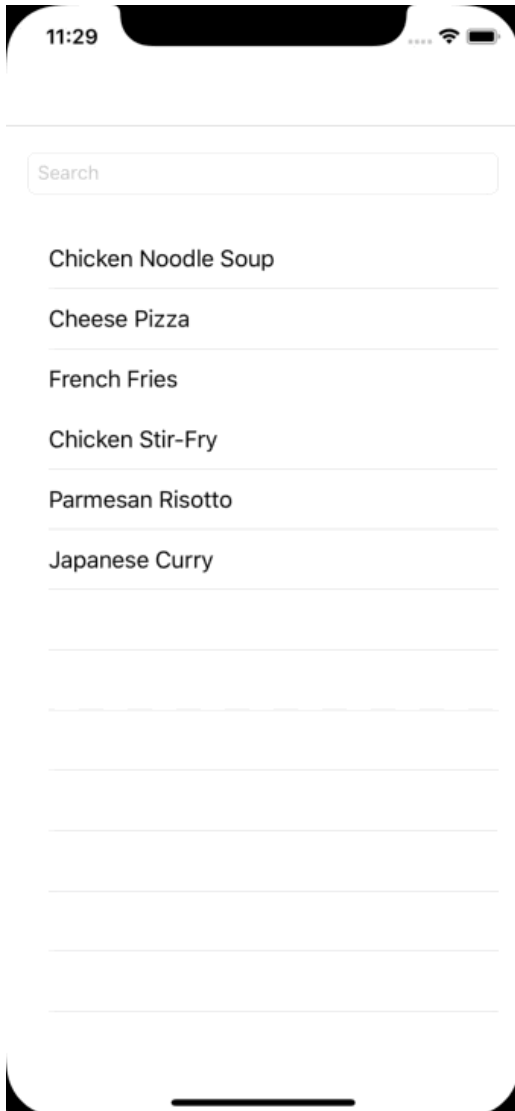 11:29
Search
Chicken Noodle Soup
Cheese Pizza
French Fries
Chicken Stir-Fry
Parmesan Risotto
Japanese Curry